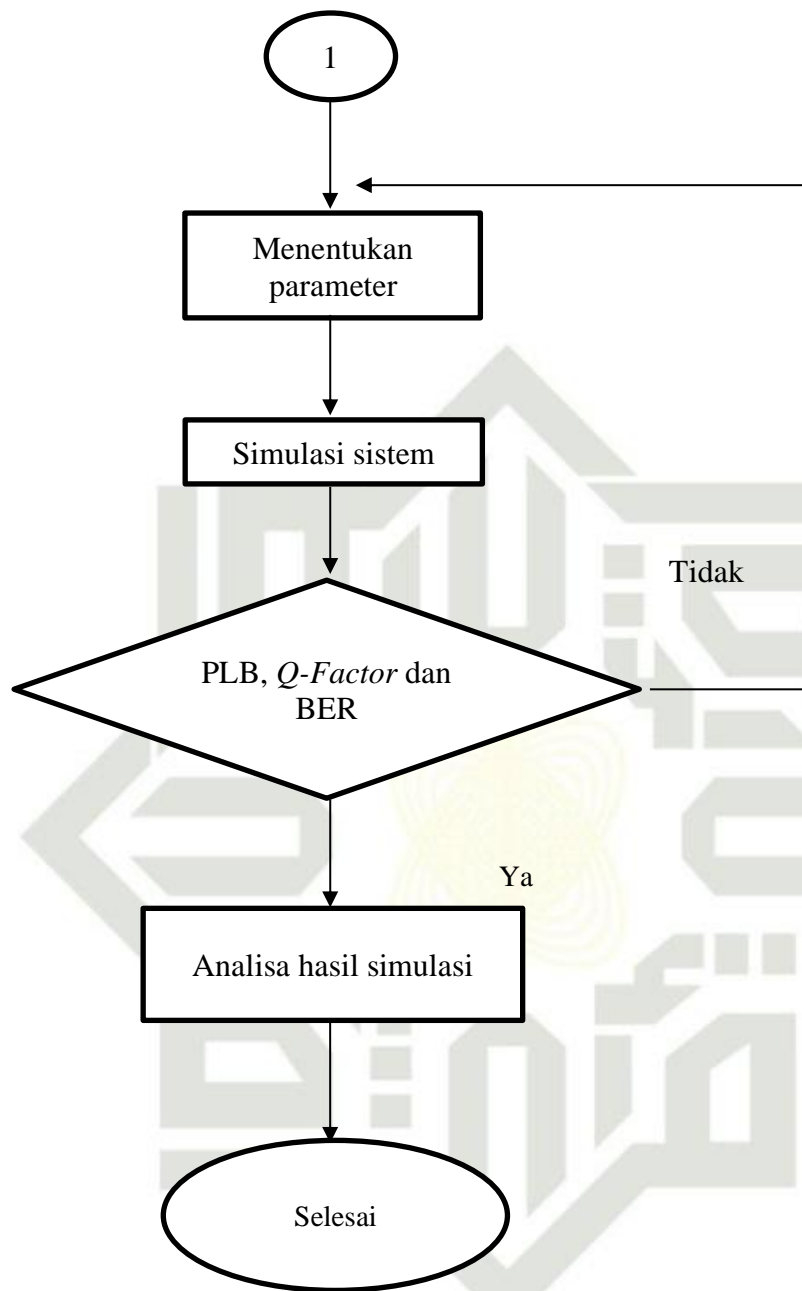 1
Menentukan
parameter
Simulasi sistem
Tidak
PLB, Q-Factor dan
BER
Ya
Analisa hasil simulasi
Selesai